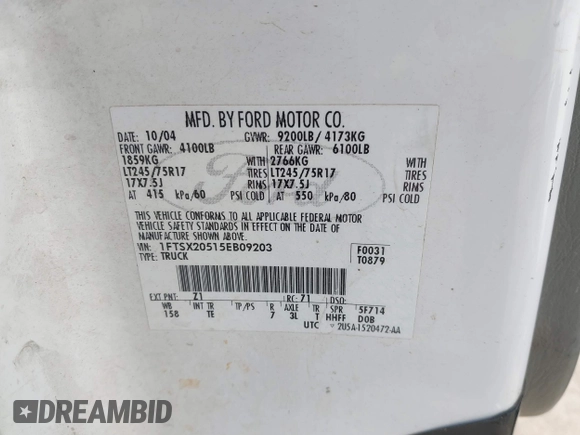 MFD. BY FORD MOTOR CO.
DATE: 10/04 GVWR: 9200LB/ 4173KG
FRONT GAWR: 4100LB REAR GAWR: 6100LB
1859KG WITH 2766KG WITH
LT245/75R17 TIRES LT245/75R17 TIRES
17X7.5J RIMS 17X7.5J RIMS
AT 415 kPa/60 PSI COLD AT 550 kPa/80 PSI COLD
Ford
THIS VEHICLE CONFORMS TO ALL APPLICABLE FEDERAL MOTOR
VEHICLE SAFETY STANDARDS IN EFFECT ON THE DATE OF
MANUFACTURE SHOWN ABOVE.
VIN: 1FTSX20515EB09203 F0031
TYPE: TRUCK T0879
EXT PNT: Z1 RC: 71 DSO:
WB INT TR TP/PS R AXLE TR SPR 5F714
158 TE 7 3L T HHFF DOB
UTC 2U5A-1520472-AA
DREAMBID